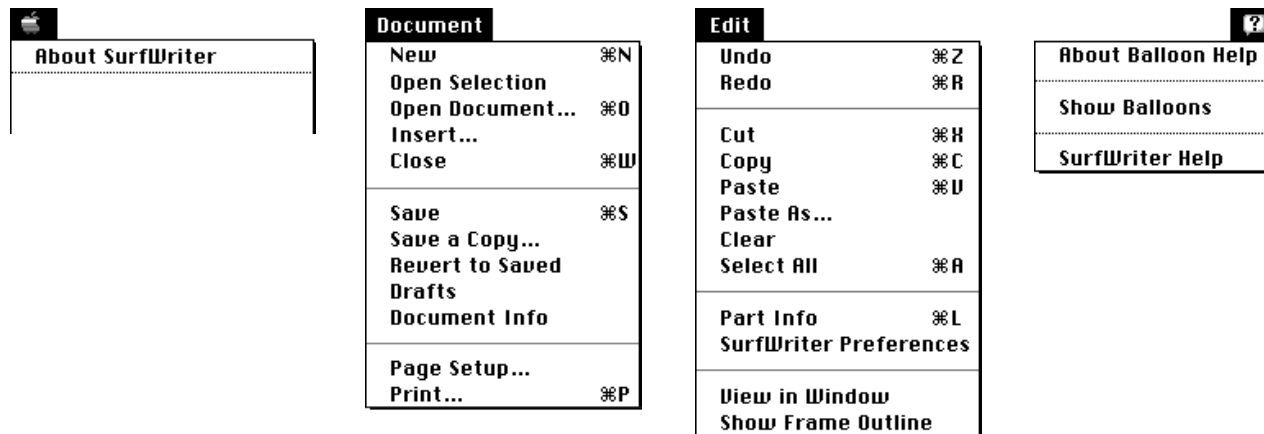 About SurfWriter
Document
New ⌘N
Open Selection
Open Document... ⌘O
Insert...
Close ⌘W
Save ⌘S
Save a Copy...
Revert to Saved
Drafts
Document Info
Page Setup...
Print... ⌘P
Edit
Undo ⌘Z
Redo ⌘R
Cut ⌘X
Copy ⌘C
Paste ⌘V
Paste As...
Clear
Select All ⌘A
Part Info ⌘L
SurfWriter Preferences
View in Window
Show Frame Outline
?
About Balloon Help
Show Balloons
SurfWriter Help